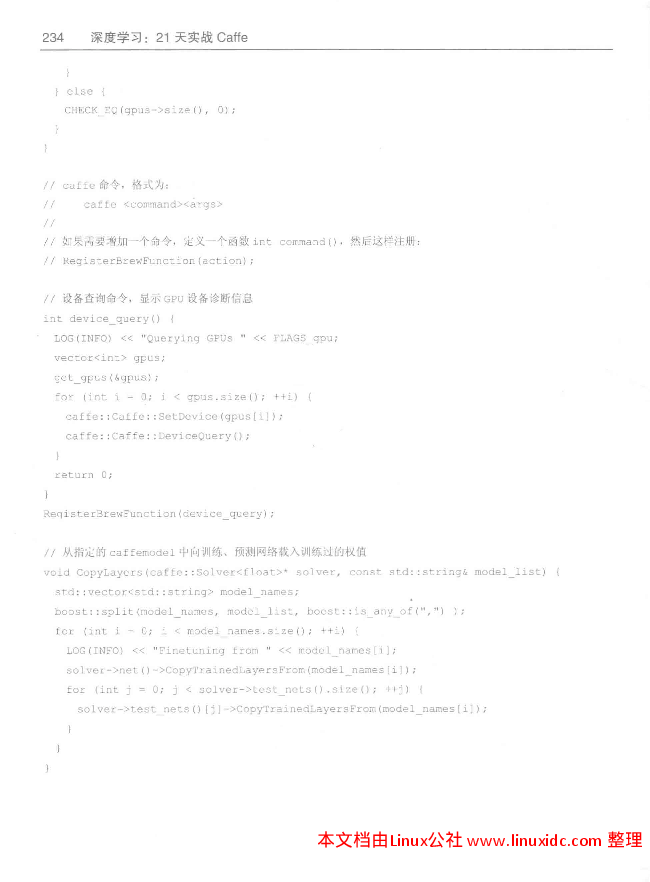 234 深度学习：21 天实战 Caffe
}
} else {
CHECK_EQ(gpus->size(), 0);
}
}
// caffe 命令，格式为：
// caffe <command><args>
//
// 如果需要增加一个命令，定义一个函数 int command()，然后这样注册：
// RegisterBrewFunction(action);
// 设备查询命令，显示 GPU 设备诊断信息
int device_query() {
LOG(INFO) << "Querying GPUs " << FLAGS_gpu;
vector<int> gpus;
get_gpus(&gpus);
for (int i = 0; i < gpus.size(); ++i) {
caffe::Caffe::SetDevice(gpus[i]);
caffe::Caffe::DeviceQuery();
}
return 0;
}
RegisterBrewFunction(device_query);
// 从指定的 caffemodel 中向训练、预测网络载入训练过的权值
void CopyLayers(caffe::Solver<float>* solver, const std::string& model_list) {
std::vector<std::string> model_names;
boost::split(model_names, model_list, boost::is_any_of(",") );
for (int i = 0; i < model_names.size(); ++i) {
LOG(INFO) << "Finetuning from " << model_names[i];
solver->net()->CopyTrainedLayersFrom(model_names[i]);
for (int j = 0; j < solver->test_nets().size(); ++j) {
solver->test_nets()[j]->CopyTrainedLayersFrom(model_names[i]);
}
}
}
本文档由Linux公社 www.linuxidc.com 整理